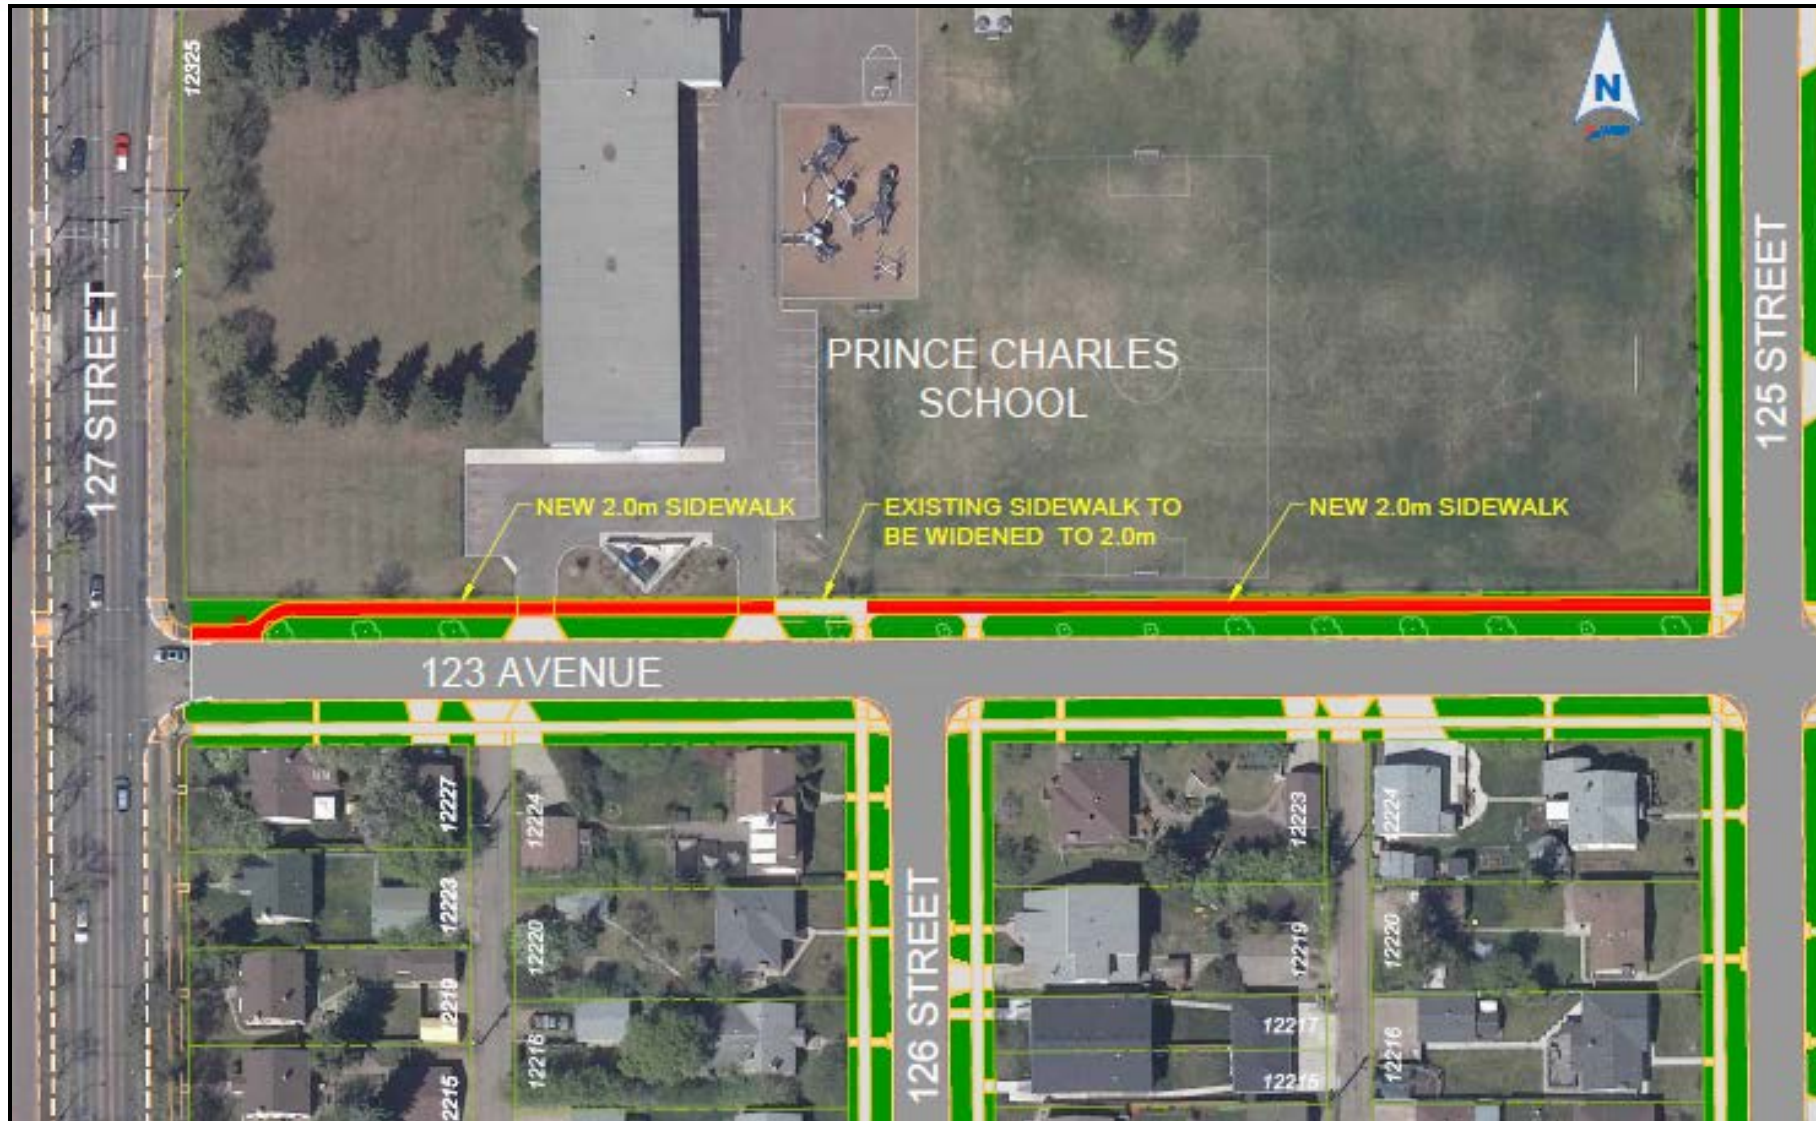 12325
N
127 STREET
125 STREET
PRINCE CHARLES
SCHOOL
NEW 2.0m SIDEWALK
EXISTING SIDEWALK TO
BE WIDENED TO 2.0m
NEW 2.0m SIDEWALK
123 AVENUE
126 STREET
12227
12224
12223
12224
12223
12220
12219
12220
12219
12216
12217
12216
2215
12215